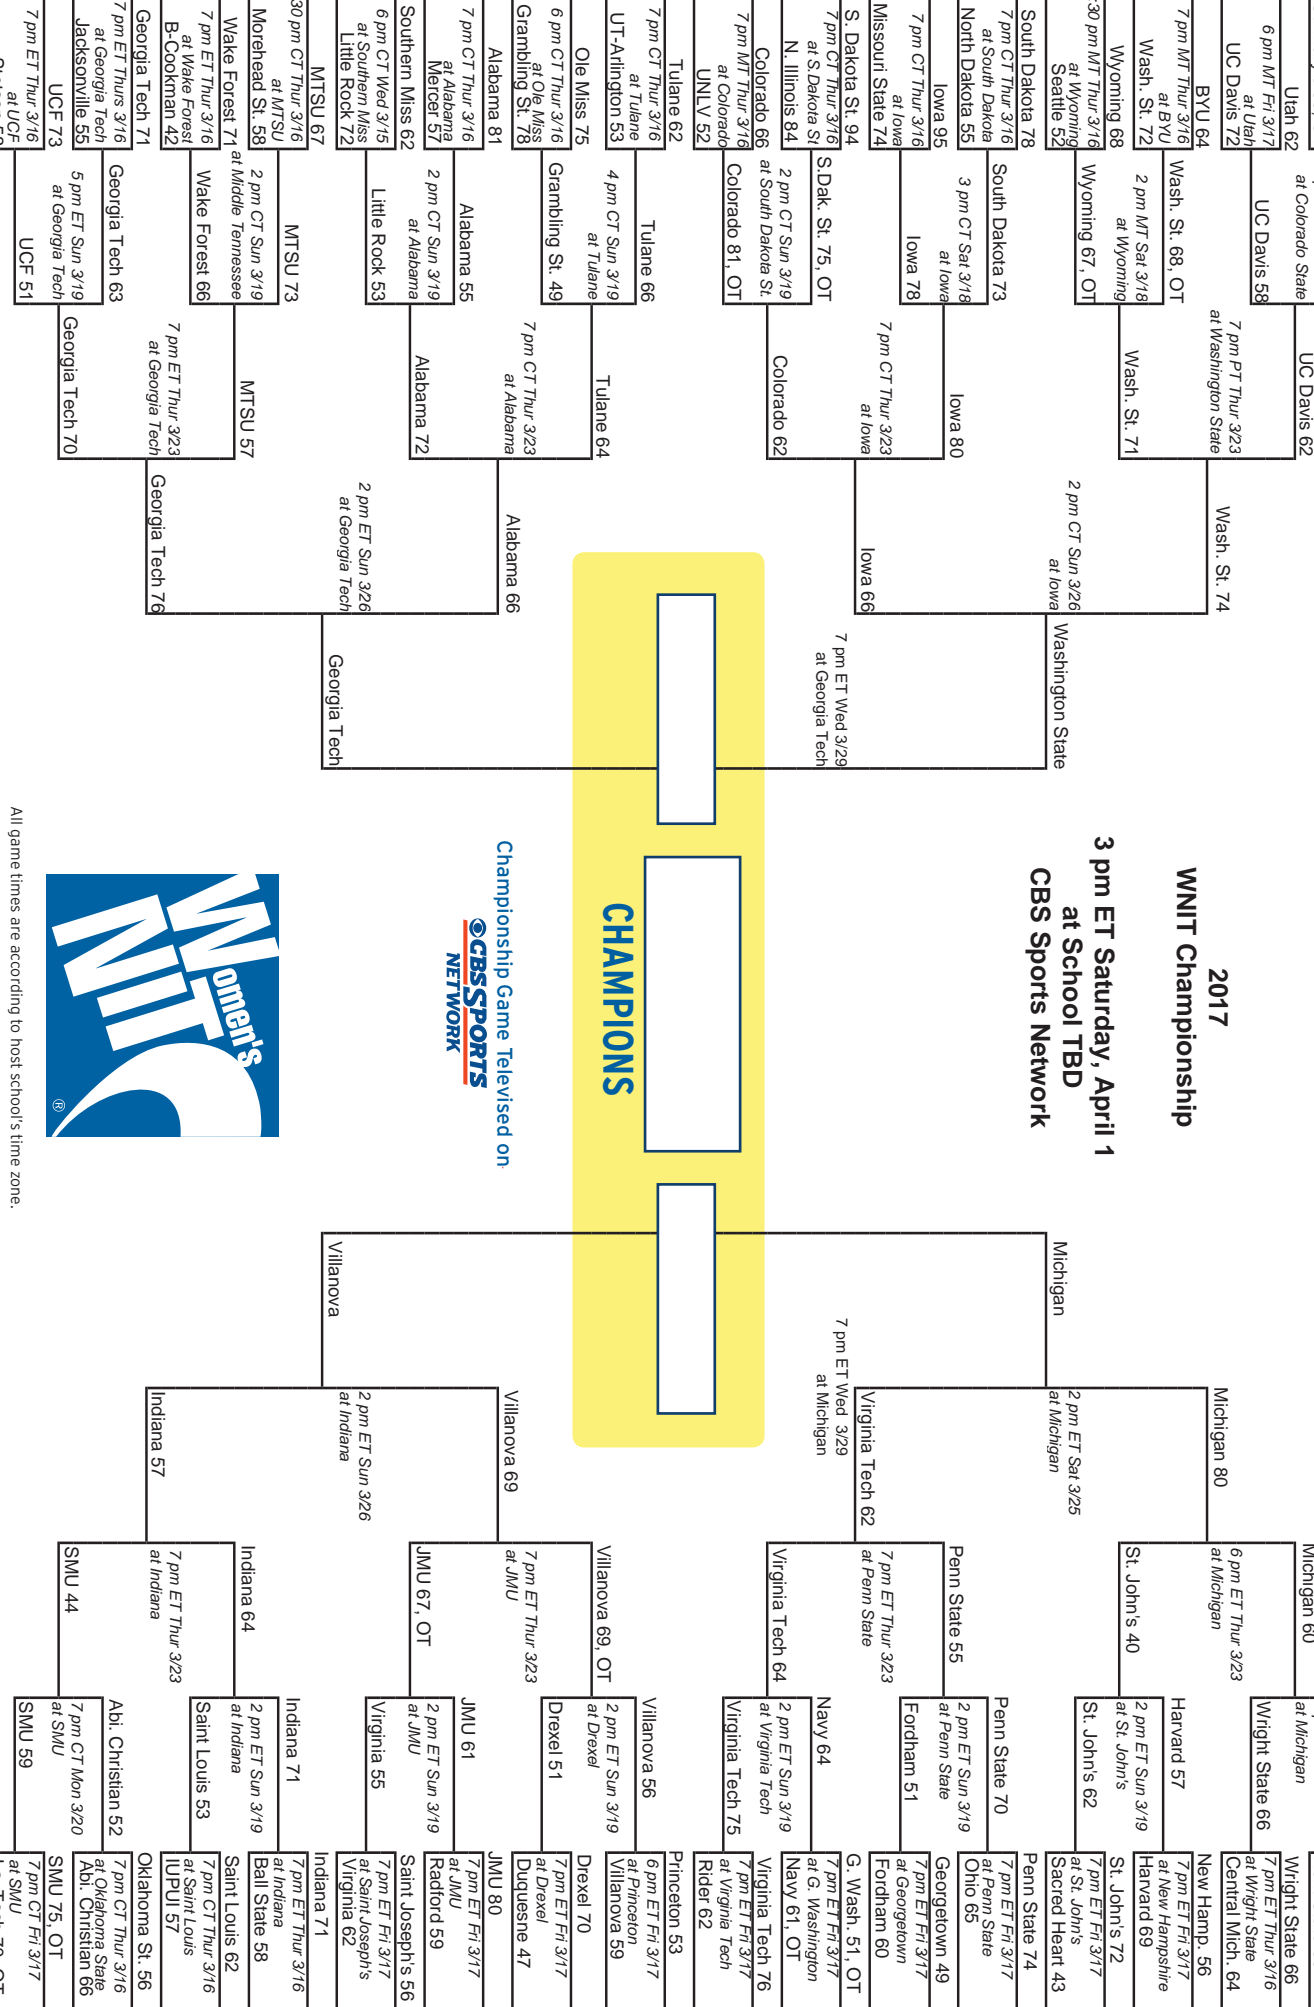 Utah 62
6 pm MT Fri 3/17
at Utah
UC Davis 72
BYU 64
7 pm MT Thur 3/16
at BYU
Wash. St. 72
Wyoming 68
:30 pm MT Thur 3/16
at Wyoming
Seattle 52
South Dakota 78
7 pm CT Thur 3/16
at South Dakota
North Dakota 55
Iowa 95
7 pm CT Thur 3/16
at Iowa
Missouri State 74
S. Dakota St. 94
7 pm CT Thur 3/16
at S.Dakota St
N. Illinois 84
Colorado 66
7 pm MT Thur 3/16
at Colorado
UNLV 52
Tulane 62
7 pm CT Thur 3/16
at Tulane
UT-Arlington 53
Ole Miss 75
6 pm CT Thur 3/16
at Ole Miss
Grambling St. 78
Alabama 81
7 pm CT Thur 3/16
at Alabama
Mercer 57
Southern Miss 62
6 pm CT Wed 3/15
at Southern Miss
Little Rock 72
MTSU 67
:30 pm CT Thur 3/16
at MTSU
Morehead St. 58
Wake Forest 71
7 pm ET Thur 3/16
at Wake Forest
B-Cookman 42
Georgia Tech 71
7 pm ET Thurs 3/16
at Georgia Tech
Jacksonville 55
UCF 73
7 pm ET Thur 3/16
at UCF
at Colorado State
UC Davis 58
Wash. St. 68, OT
2 pm MT Sat 3/18
at Wyoming
Wyoming 67, OT
South Dakota 73
3 pm CT Sat 3/18
at Iowa
Iowa 78
S.Dak. St. 75, OT
2 pm CT Sun 3/19
at South Dakota St.
Colorado 81, OT
Tulane 66
4 pm CT Sun 3/19
at Tulane
Grambling St. 49
Alabama 55
2 pm CT Sun 3/19
at Alabama
Little Rock 53
MTSU 73
2 pm CT Sun 3/19
at Middle Tennessee
Wake Forest 66
Georgia Tech 63
5 pm ET Sun 3/19
at Georgia Tech
UCF 51
UC Davis 62
7 pm PT Thur 3/23
at Washington State
Wash. St. 71
Iowa 80
7 pm CT Thur 3/23
at Iowa
Colorado 62
Tulane 64
7 pm CT Thur 3/23
at Alabama
Alabama 72
MTSU 57
7 pm ET Thur 3/23
at Georgia Tech
Georgia Tech 70
Wash. St. 74
2 pm CT Sun 3/26
at Iowa
Iowa 66
Alabama 66
2 pm ET Sun 3/26
at Georgia Tech
Georgia Tech 76
Washington State
7 pm ET Wed 3/29
at Georgia Tech
Georgia Tech
2017
WNIT Championship
3 pm ET Saturday, April 1
at School TBD
CBS Sports Network
CHAMPIONS
Championship Game Televised on
CBS SPORTS
NETWORK
Women's
NIT
®
All game times are according to host school's time zone.
Michigan
7 pm ET Wed 3/29
at Michigan
Villanova
Michigan 80
2 pm ET Sat 3/25
at Michigan
Virginia Tech 62
Villanova 69
2 pm ET Sun 3/26
at Indiana
Indiana 57
Michigan 60
6 pm ET Thur 3/23
at Michigan
St. John's 40
Penn State 55
7 pm ET Thur 3/23
at Penn State
Virginia Tech 64
Villanova 69, OT
7 pm ET Thur 3/23
at JMU
JMU 67, OT
Indiana 64
7 pm ET Thur 3/23
at Indiana
SMU 44
at Michigan
Wright State 66
Harvard 57
2 pm ET Sun 3/19
at St. John's
St. John's 62
Penn State 70
2 pm ET Sun 3/19
at Penn State
Fordham 51
Navy 64
2 pm ET Sun 3/19
at Virginia Tech
Virginia Tech 75
Villanova 56
2 pm ET Sun 3/19
at Drexel
Drexel 51
JMU 61
2 pm ET Sun 3/19
at JMU
Virginia 55
Indiana 71
2 pm ET Sun 3/19
at Indiana
Saint Louis 53
Abi. Christian 52
7 pm CT Mon 3/20
at SMU
SMU 59
Wright State 66
7 pm ET Thur 3/16
at Wright State
Central Mich. 64
New Hamp. 56
7 pm ET Fri 3/17
at New Hampshire
Harvard 69
St. John's 72
7 pm ET Fri 3/17
at St. John's
Sacred Heart 43
Penn State 74
7 pm ET Fri 3/17
at Penn State
Ohio 65
Georgetown 49
7 pm ET Fri 3/17
at Georgetown
Fordham 60
G. Wash. 51, OT
7 pm ET Fri 3/17
at G. Washington
Navy 61, OT
Virginia Tech 76
7 pm ET Fri 3/17
at Virginia Tech
Rider 62
Princeton 53
6 pm ET Fri 3/17
at Princeton
Villanova 59
Drexel 70
7 pm ET Fri 3/17
at Drexel
Duquesne 47
JMU 80
7 pm ET Fri 3/17
at JMU
Radford 59
Saint Joseph's 56
7 pm ET Fri 3/17
at Saint Joseph's
Virginia 62
Indiana 71
7 pm ET Thur 3/16
at Indiana
Ball State 58
Saint Louis 62
7 pm CT Thur 3/16
at Saint Louis
IUPUI 57
Oklahoma St. 56
7 pm CT Thur 3/16
at Oklahoma State
Abi. Christian 66
SMU 75, OT
7 pm CT Fri 3/17
at SMU